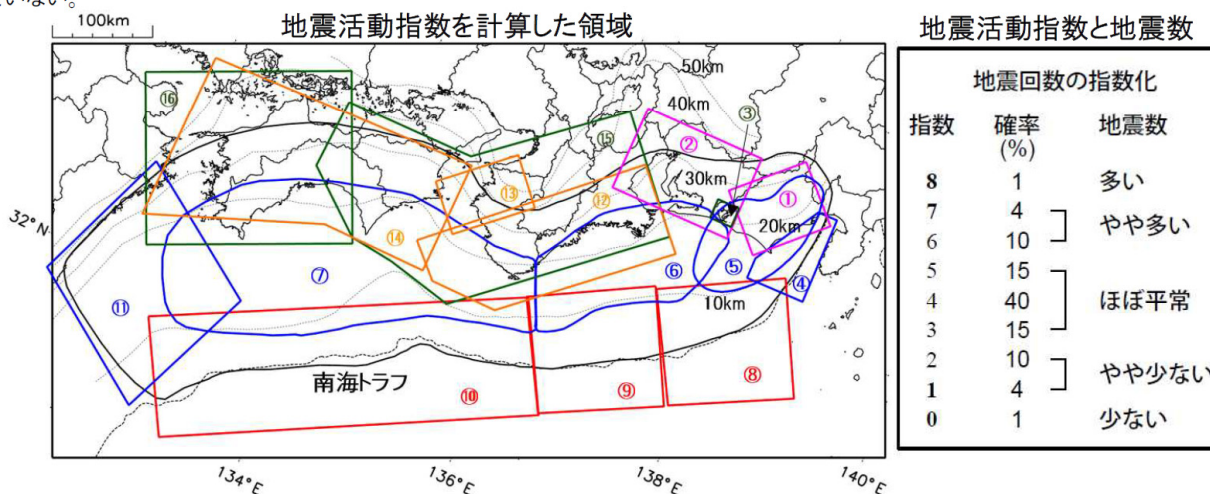 いない。
100km
地震活動指数を計算した領域
50km
40km
③
⑯
②
⑮
30km
①
⑬
⑫
20km
32°N
⑭
⑦
⑥
⑤
④
⑪
10km
南海トラフ
⑩
⑨
⑧
134°E
136°E
138°E
140°E
地震活動指数と地震数
地震回数の指数化
指数 確率 地震数
(%)
8 1 多い
7 4
やや多い
6 10
5 15
4 40 ほぼ平常
3 15
2 10
やや少ない
1 4
0 1 少ない